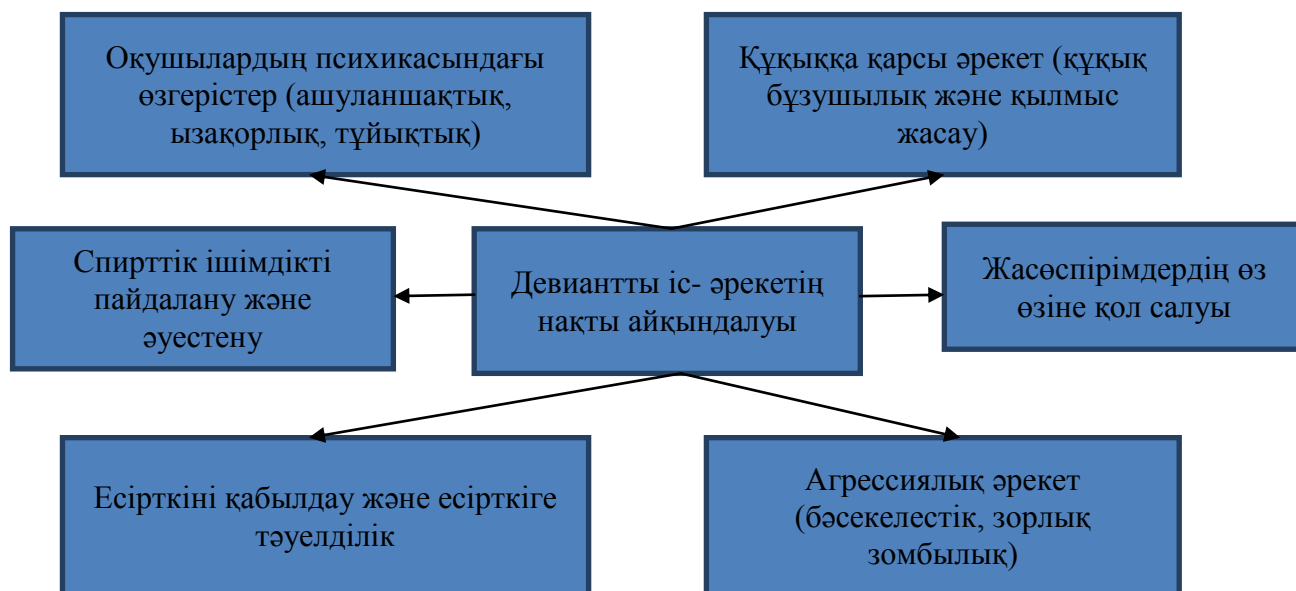 Оқушылардың психикасындағы
өзгерістер (ашуланшақтық,
ызақорлық, тұйықтық)
Құқыққа қарсы әрекет (құқық
бұзушылық және қылмыс
жасау)
Спирттік ішімдікті
пайдалану және
әуестену
Девиантты іс- әрекетің
нақты айқындалуы
Жасөспірімдердің өз
өзіне қол салуы
Есірткіні қабылдау және есірткіге
тәуелділік
Агрессиялық әрекет
(бәсекелестік, зорлық
зомбылық)